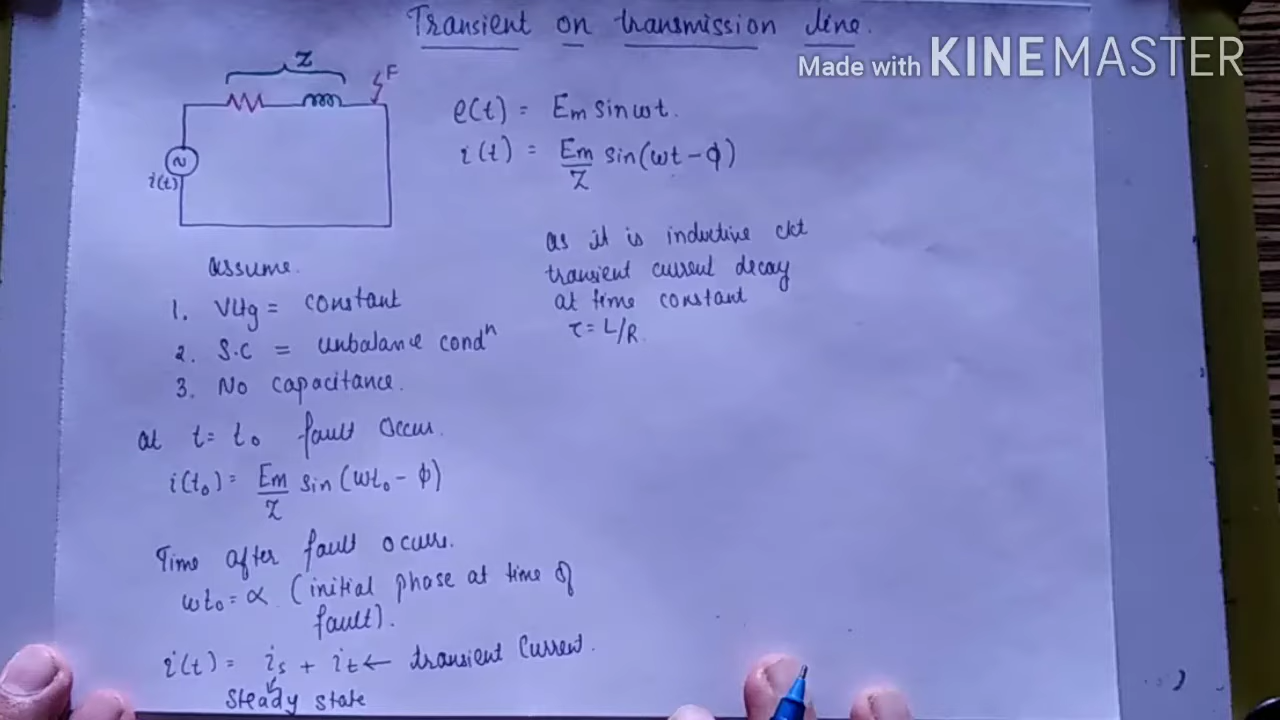 Transient on transmission line.
Made with KINEMASTER
Z
F
i(t)
e(t) = Em sin ωt.
i(t) = Em/Z sin(ωt - ϕ)
as it is inductive ckt
transient current decay
at time constant
τ = L/R.
assume.
1. Vltg = constant
2. S.C = unbalance condⁿ
3. No capacitance.
at t = t₀ fault occur.
i(t₀) = Em/Z sin (ωt₀ - ϕ)
Time after fault occurs.
ωt₀ = α (initial phase at time of
fault).
i(t) = is + it ← transient current.
Steady state